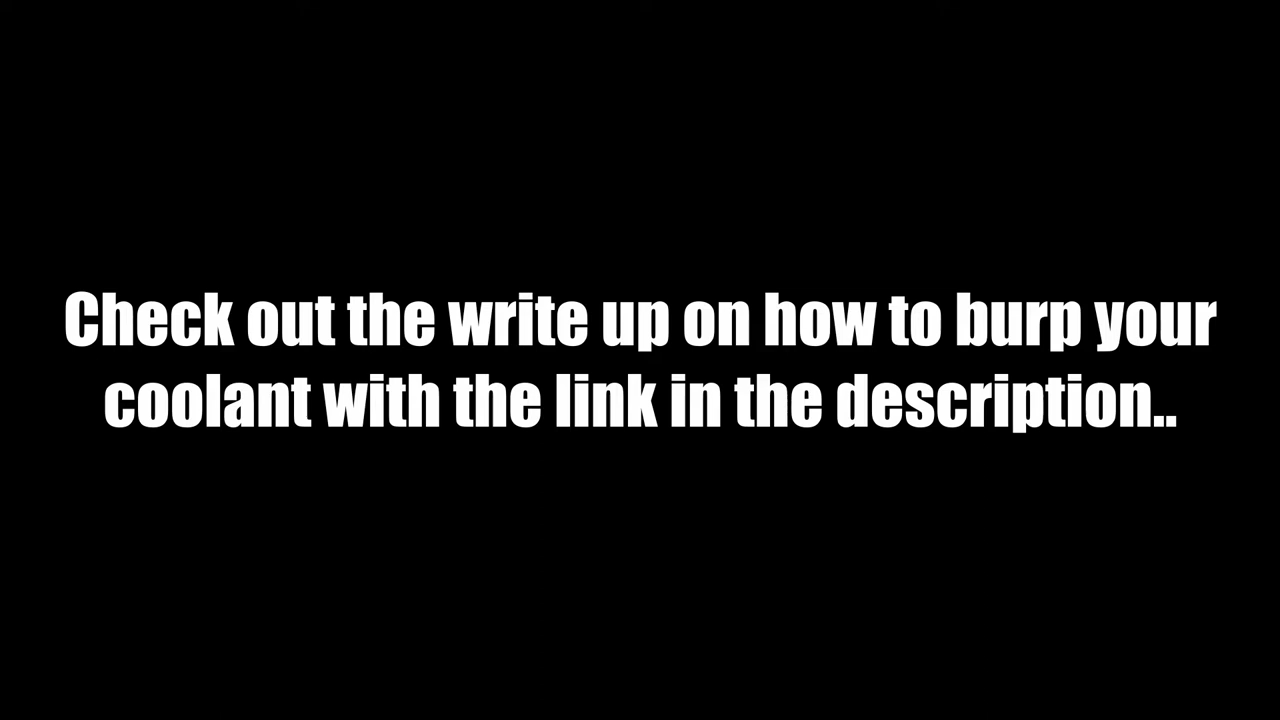 Check out the write up on how to burp your
coolant with the link in the description..